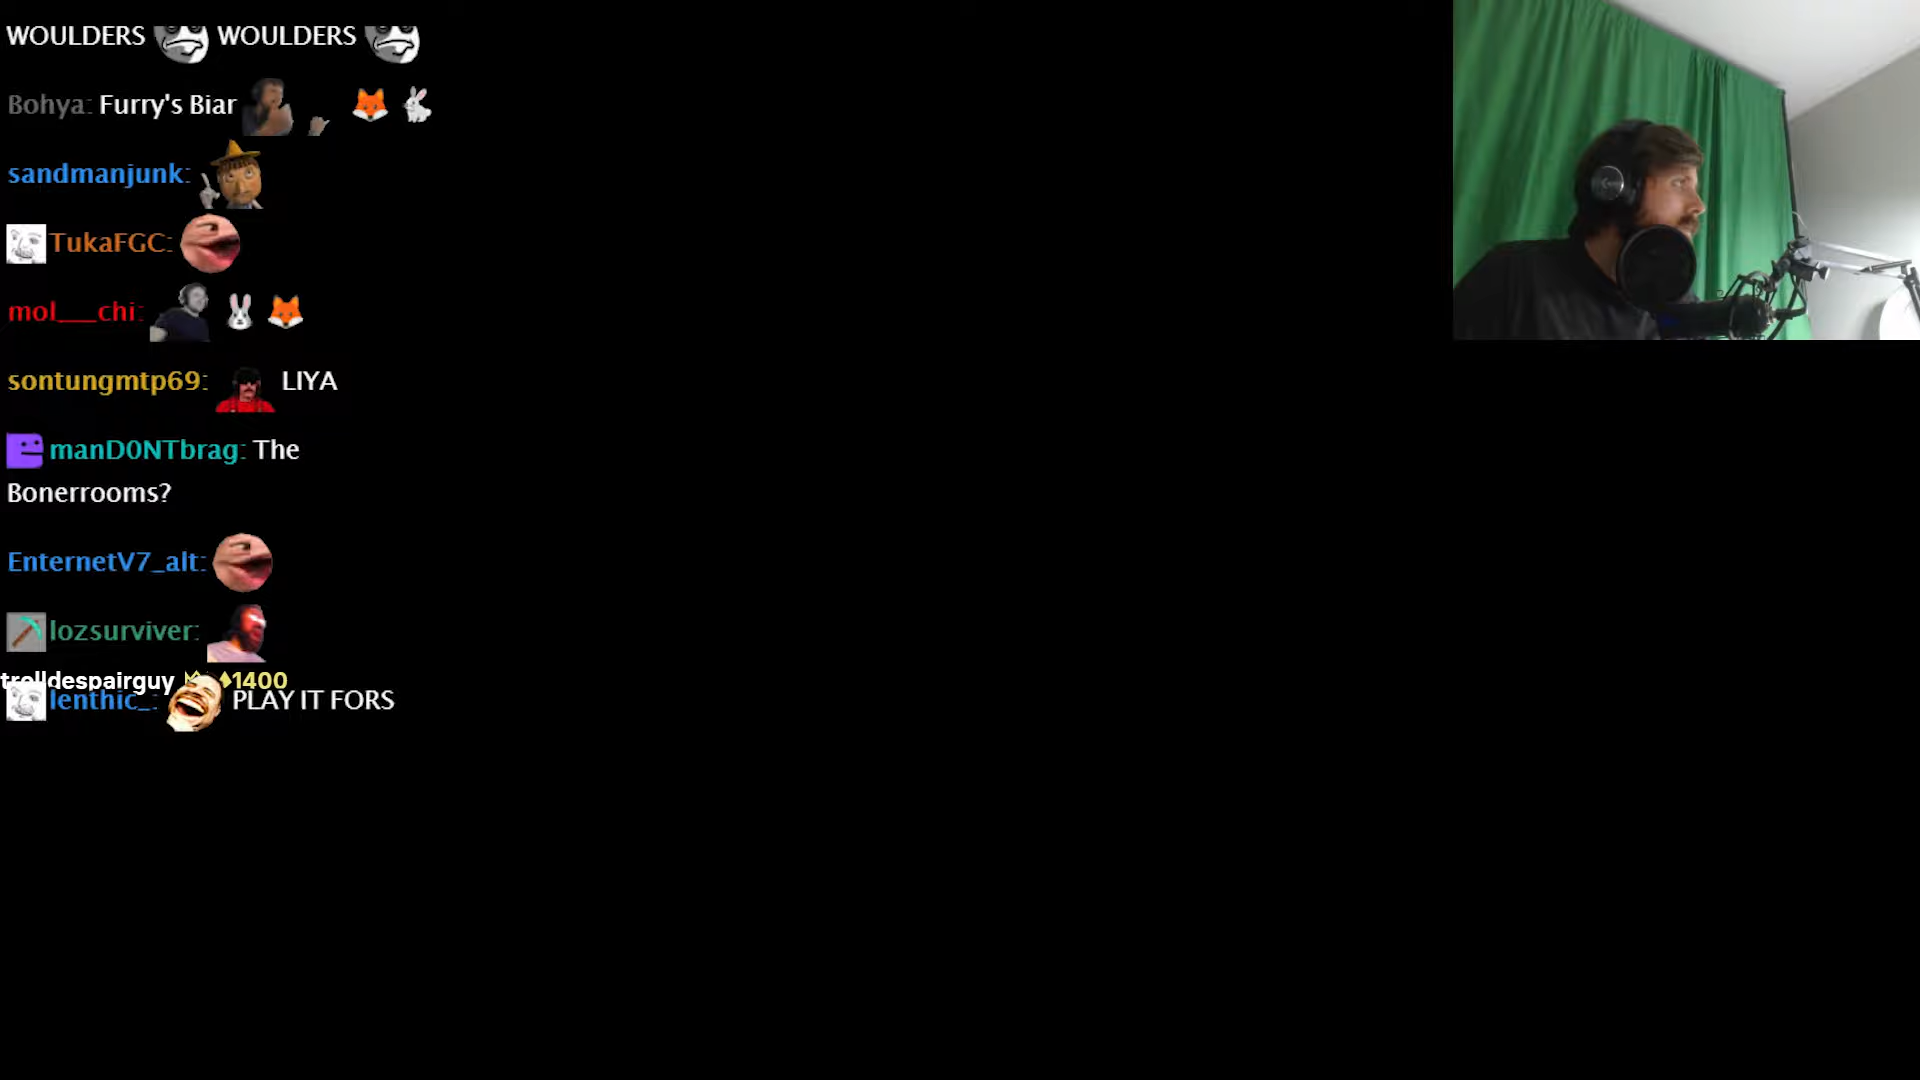 WOULDERS WOULDERS
Bohya: Furry's Biar
sandmanjunk:
TukaFGC:
mol___chi:
sontungmtp69: LIYA
manD0NTbrag: The
Bonerrooms?
EnternetV7_alt:
lozsurviver:
trolldespairguy 1400
lenthic_: PLAY IT FORS